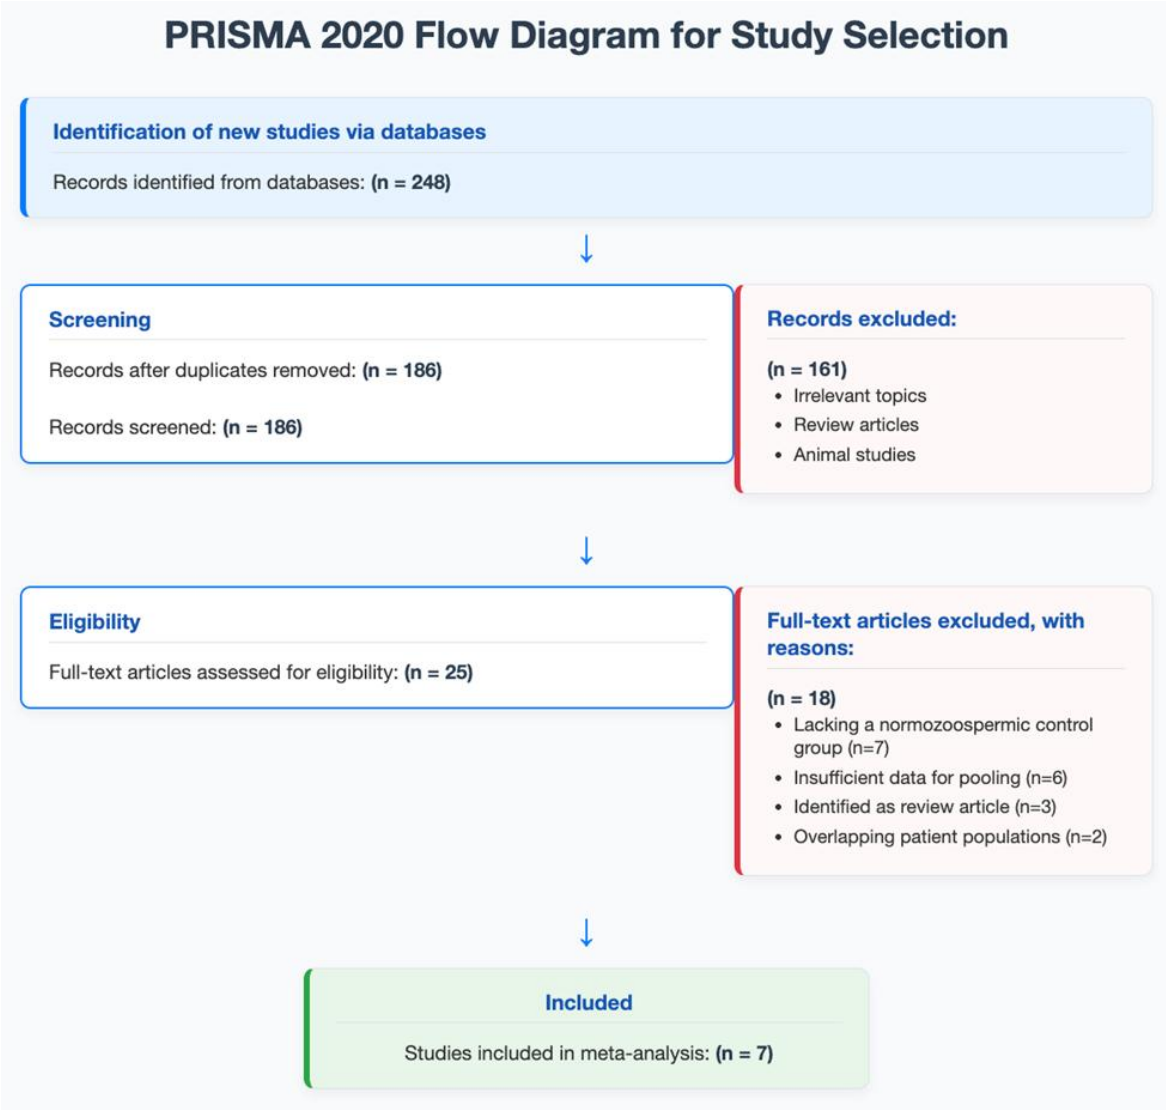 PRISMA 2020 Flow Diagram for Study Selection
Identification of new studies via databases
Records identified from databases: (n = 248)
↓
Screening
Records after duplicates removed: (n = 186)
Records screened: (n = 186)
Records excluded:
(n = 161)
• Irrelevant topics
• Review articles
• Animal studies
↓
Eligibility
Full-text articles assessed for eligibility: (n = 25)
Full-text articles excluded, with
reasons:
(n = 18)
• Lacking a normozoospermic control
group (n=7)
• Insufficient data for pooling (n=6)
• Identified as review article (n=3)
• Overlapping patient populations (n=2)
↓
Included
Studies included in meta-analysis: (n = 7)